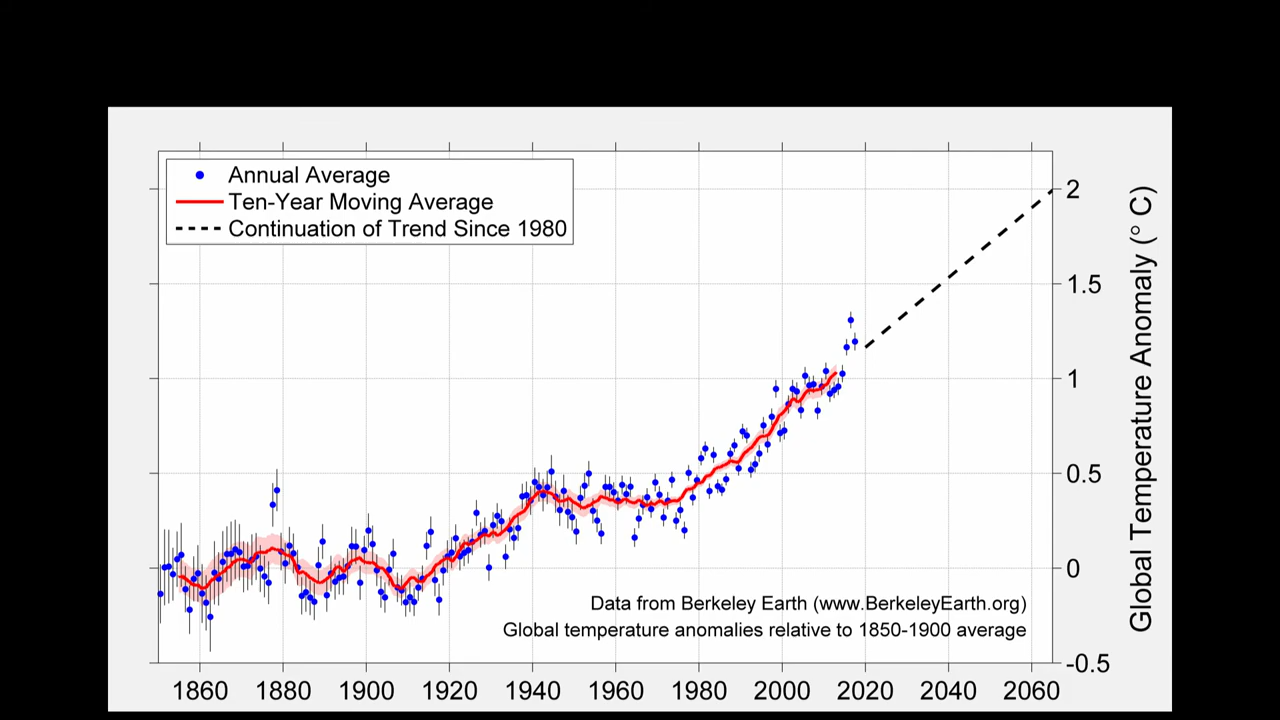 Annual Average
Ten-Year Moving Average
Continuation of Trend Since 1980
2
1.5
1
0.5
0
-0.5
Global Temperature Anomaly (° C)
Data from Berkeley Earth (www.BerkeleyEarth.org)
Global temperature anomalies relative to 1850-1900 average
1860 1880 1900 1920 1940 1960 1980 2000 2020 2040 2060